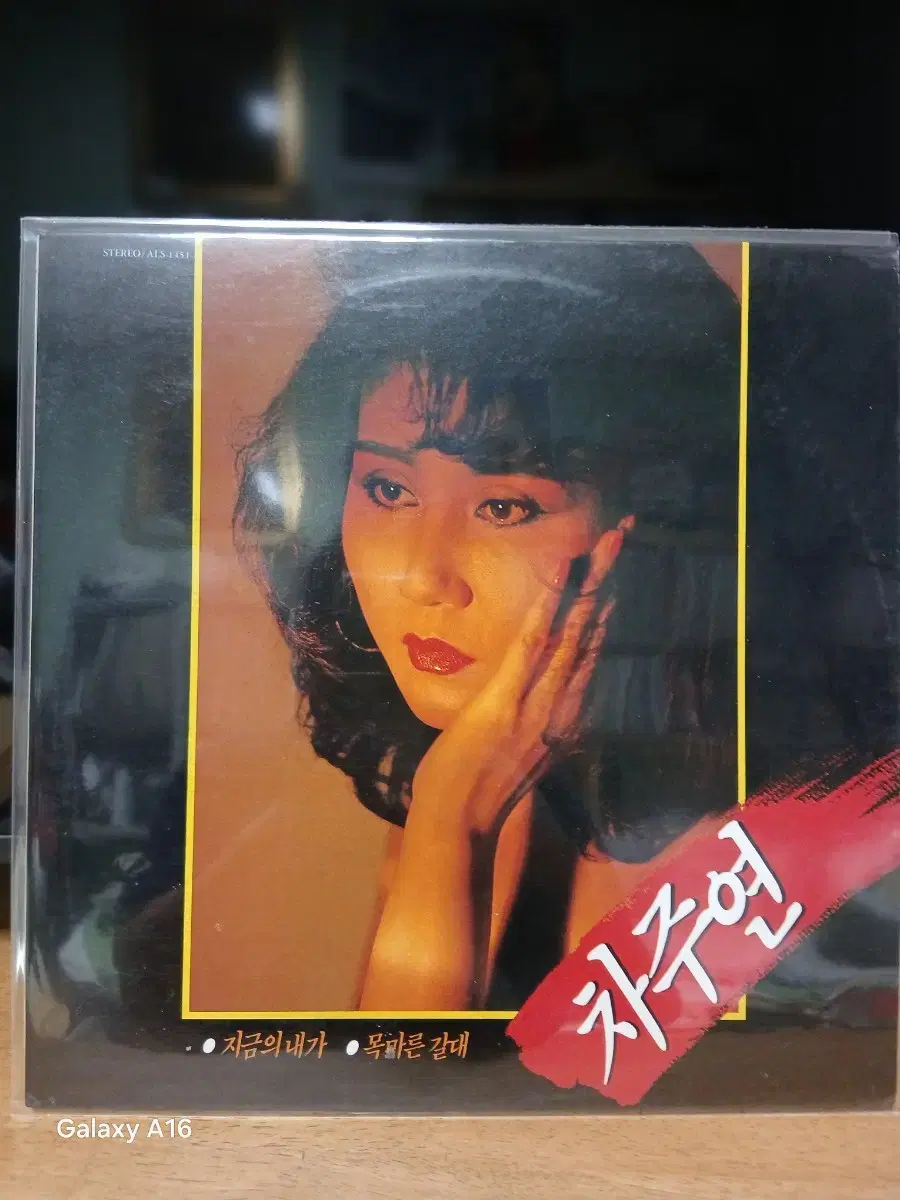 STEREO/ALS-1451
차주연
● 지금의 내가 ● 목마른 갈대
Galaxy A16